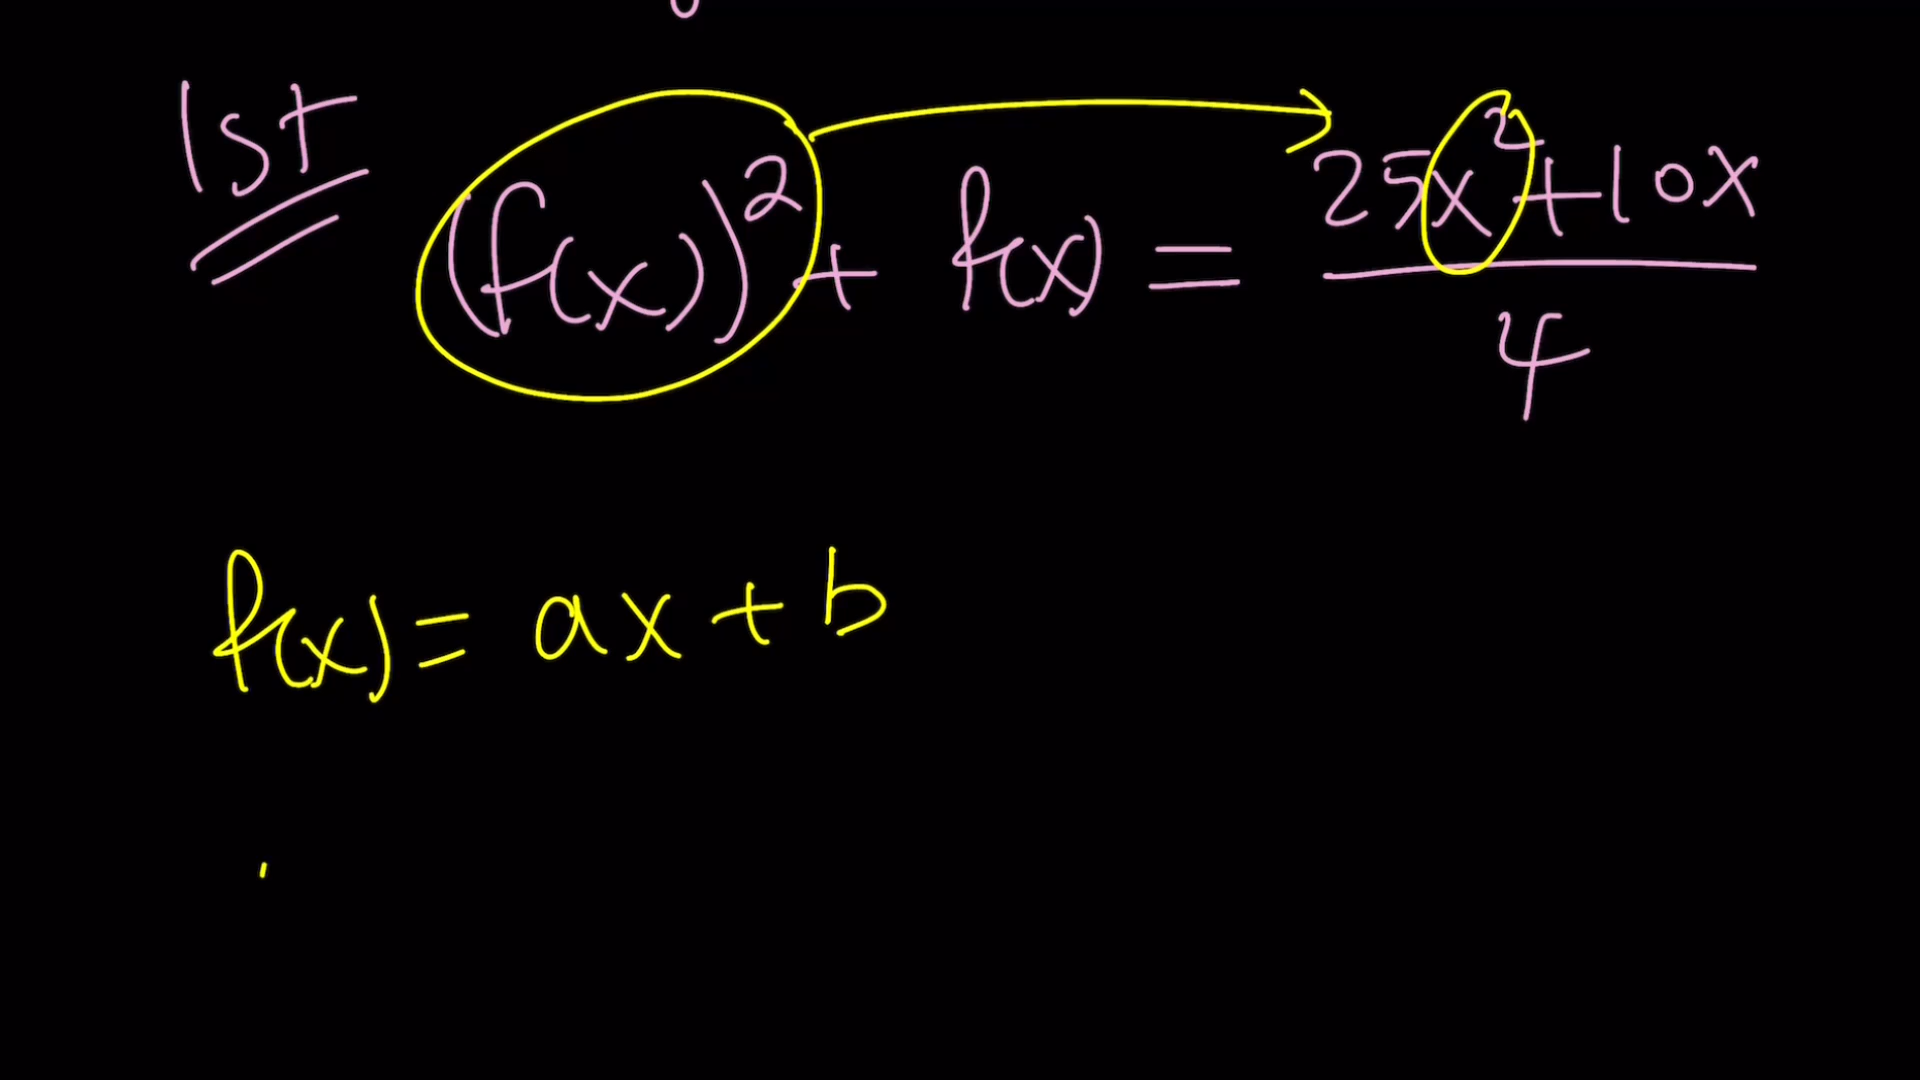 1st
(f(x))² + f(x) = 25x² + 10x
4
f(x) = ax + b